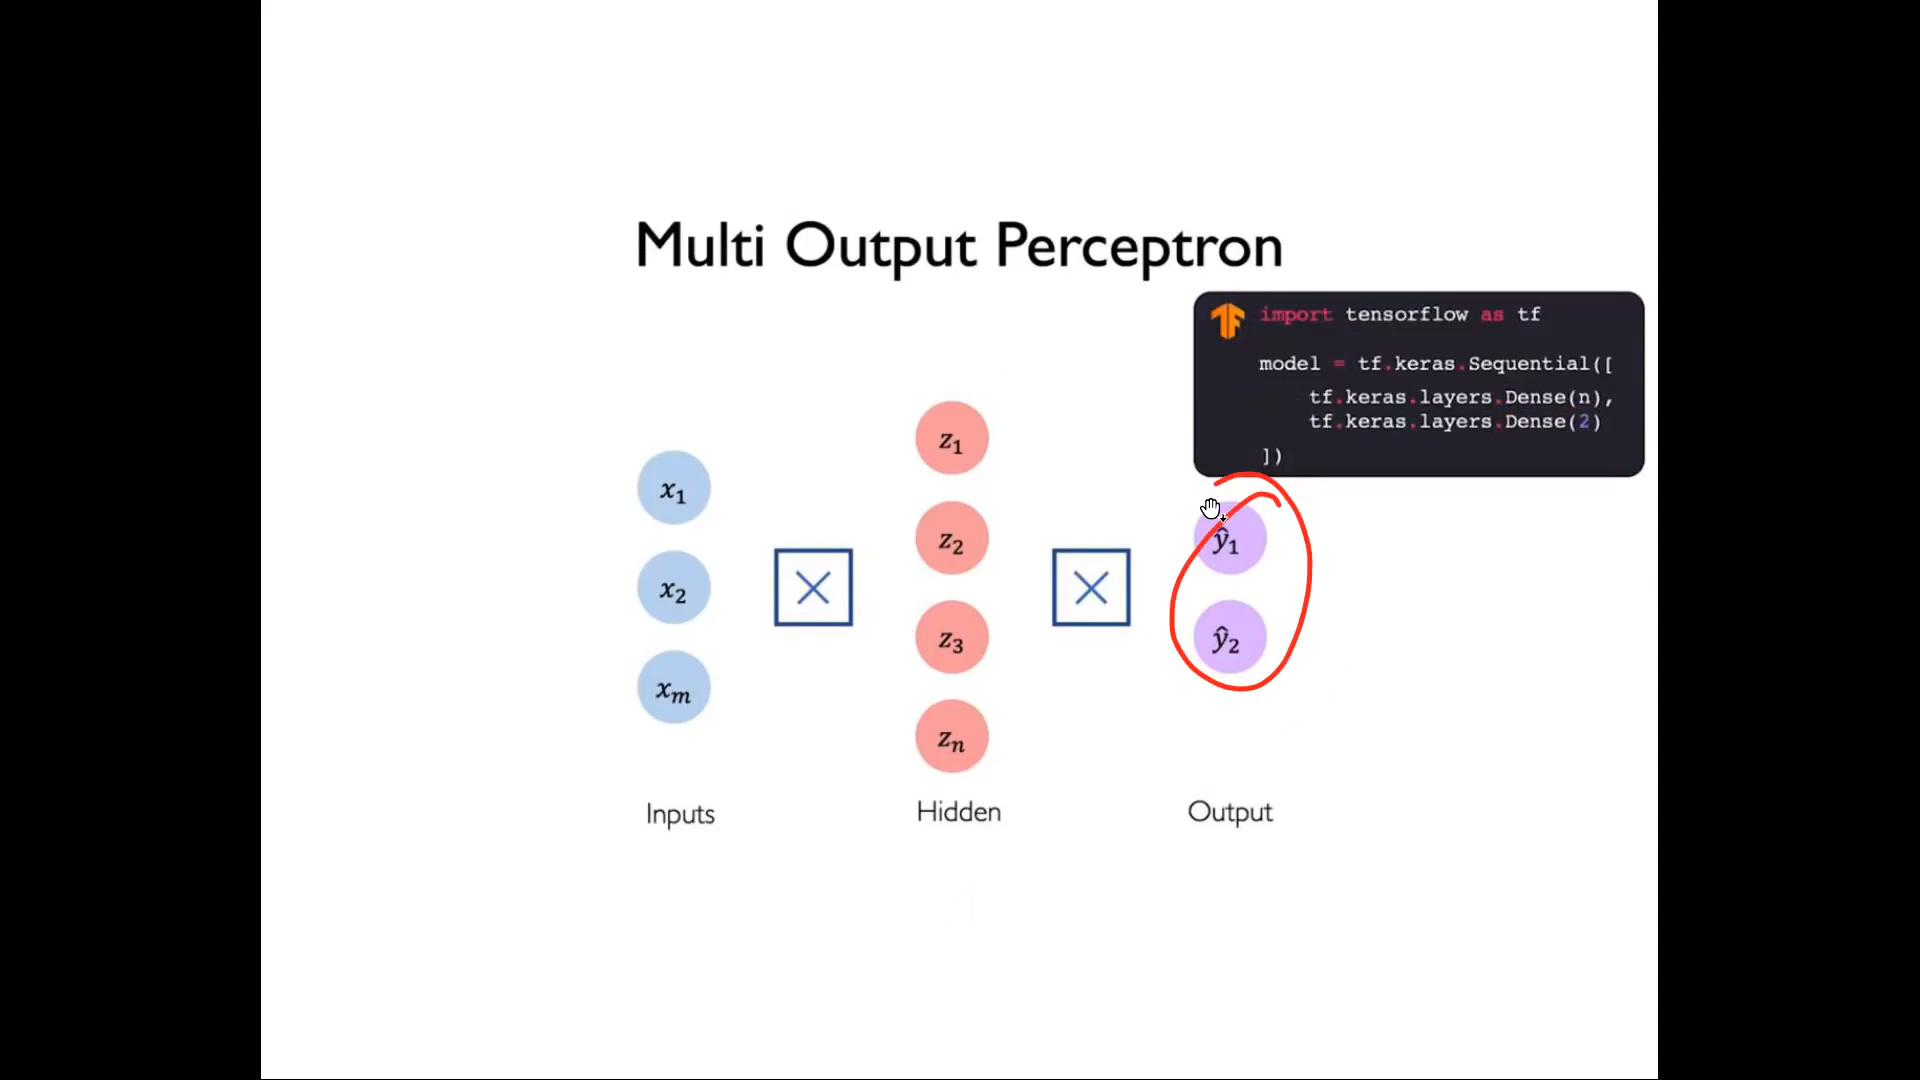 Multi Output Perceptron
import tensorflow as tf
model = tf.keras.Sequential([
tf.keras.layers.Dense(n),
tf.keras.layers.Dense(2)
])
x₁
x₂
xₘ
z₁
z₂
z₃
zₙ
ŷ₁
ŷ₂
Inputs
Hidden
Output